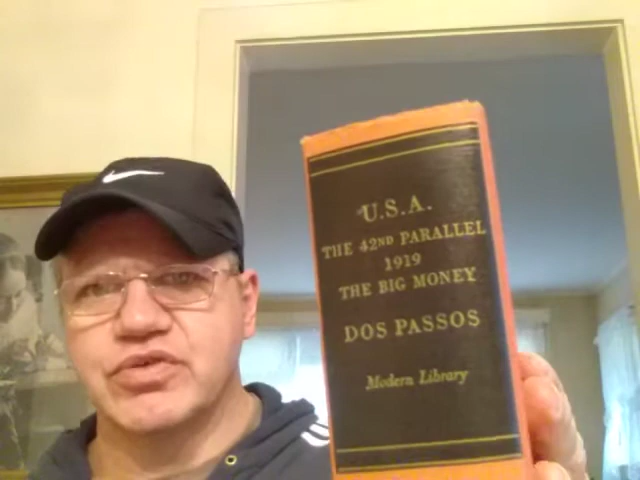 U.S.A.
THE 42ND PARALLEL
1919
THE BIG MONEY
DOS PASSOS
Modern Library